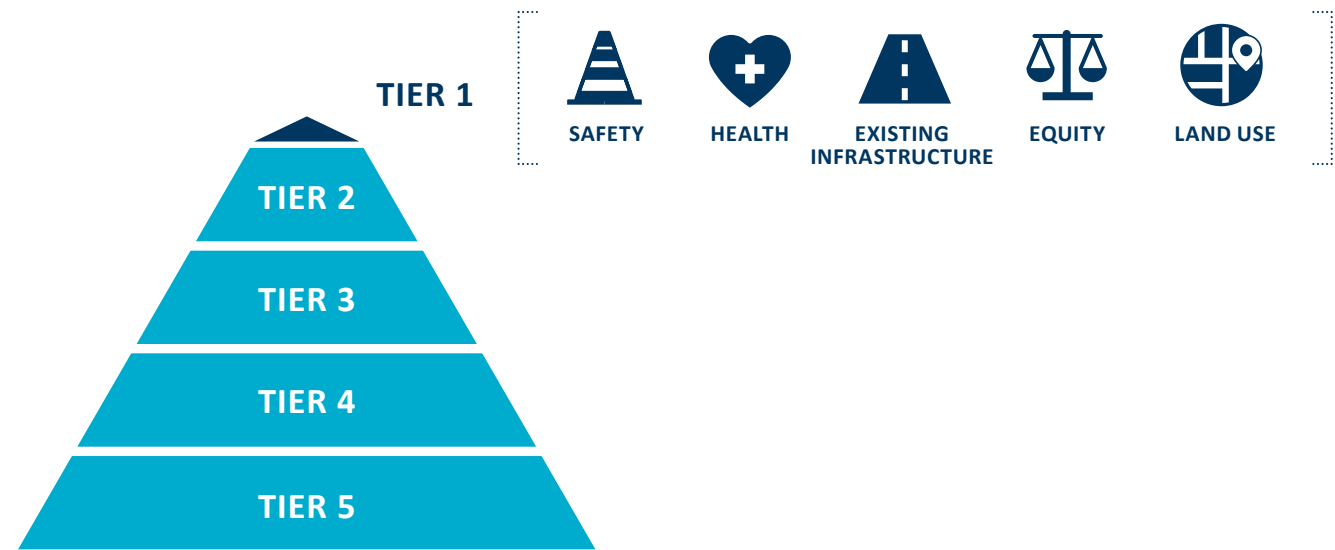 TIER 1
SAFETY
HEALTH
EXISTING
INFRASTRUCTURE
EQUITY
LAND USE
TIER 2
TIER 3
TIER 4
TIER 5